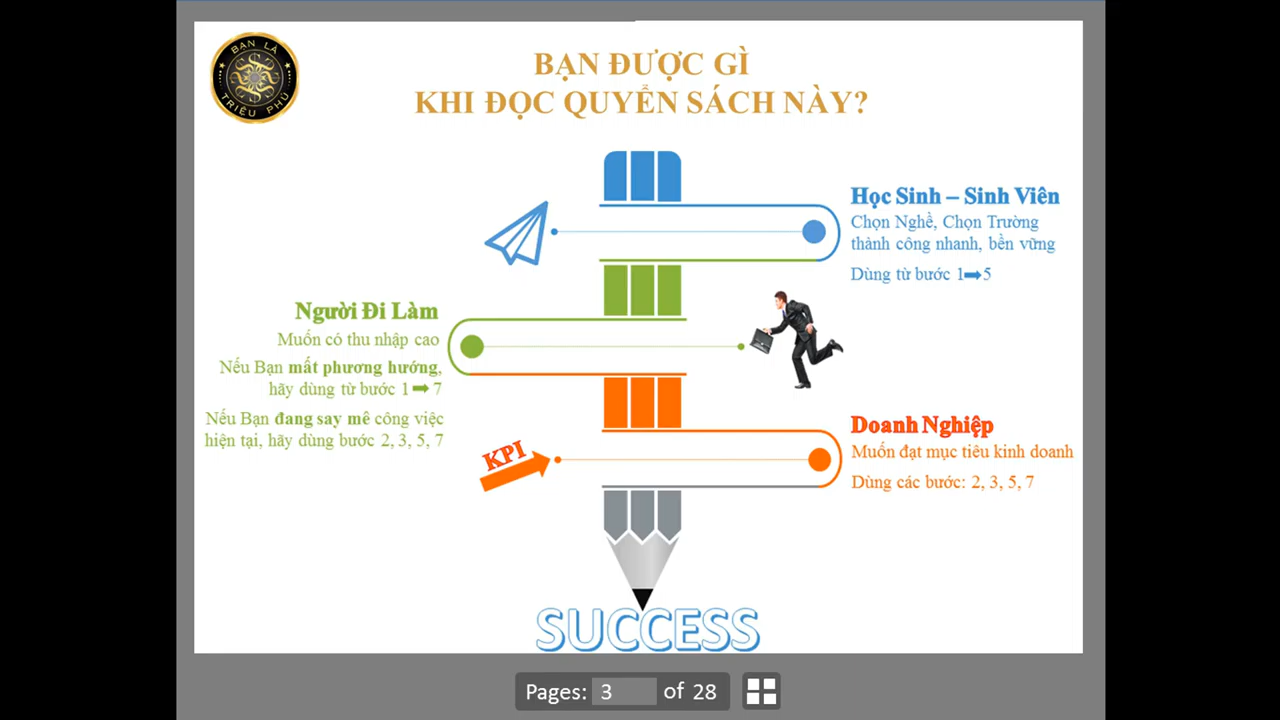 BẠN LÀ
TRIỆU PHÚ
BẠN ĐƯỢC GÌ
KHI ĐỌC QUYỂN SÁCH NÀY?
Học Sinh – Sinh Viên
Chọn Nghề, Chọn Trường
thành công nhanh, bền vững
Dùng từ bước 1➡5
Người Đi Làm
Muốn có thu nhập cao
Nếu Bạn mất phương hướng,
hãy dùng từ bước 1 ➡ 7
Nếu Bạn đang say mê công việc
hiện tại, hãy dùng bước 2, 3, 5, 7
KPI
Doanh Nghiệp
Muốn đạt mục tiêu kinh doanh
Dùng các bước: 2, 3, 5, 7
SUCCESS
Pages: 3 of 28